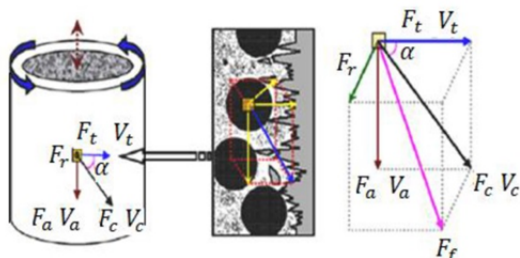 F_t V_t
F_r α
F_a V_a F_c V_c
F_t V_t
F_r α
F_a V_a F_c V_c
F_f